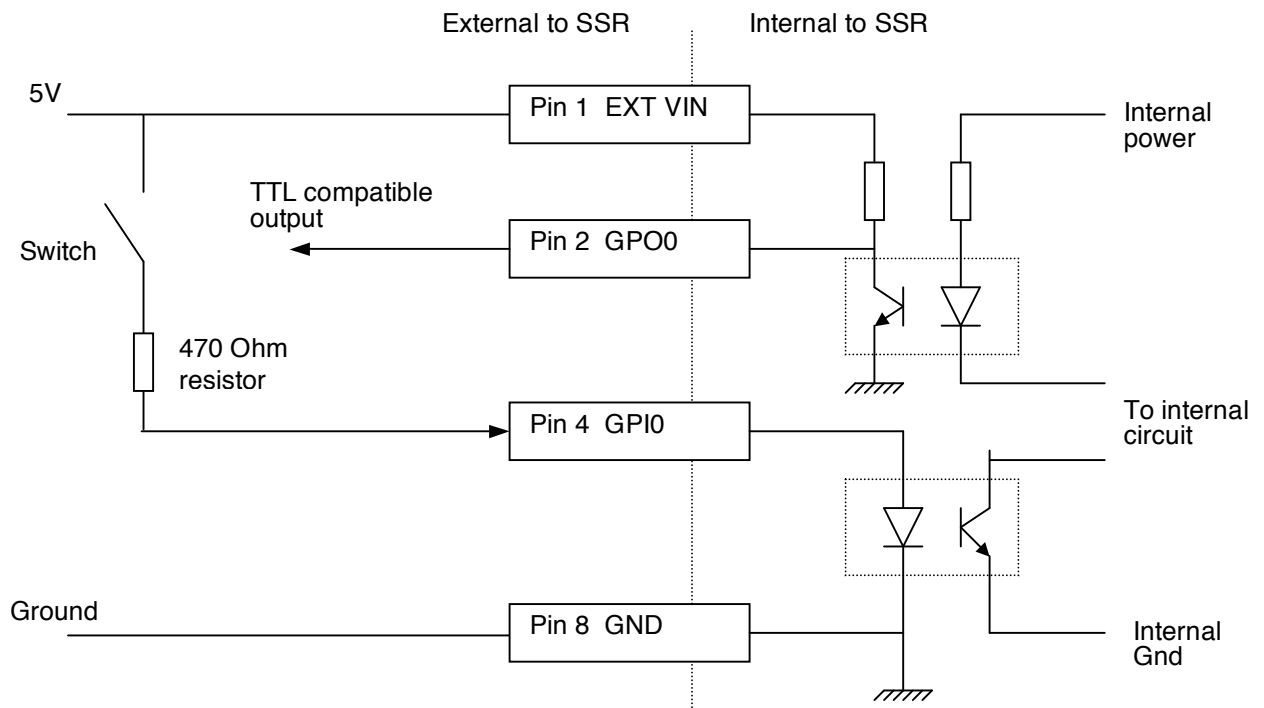 External to SSR
Internal to SSR
5V
Pin 1 EXT VIN
Internal
power
TTL compatible
output
Pin 2 GPO0
Switch
470 Ohm
resistor
Pin 4 GPI0
To internal
circuit
Ground
Pin 8 GND
Internal
Gnd